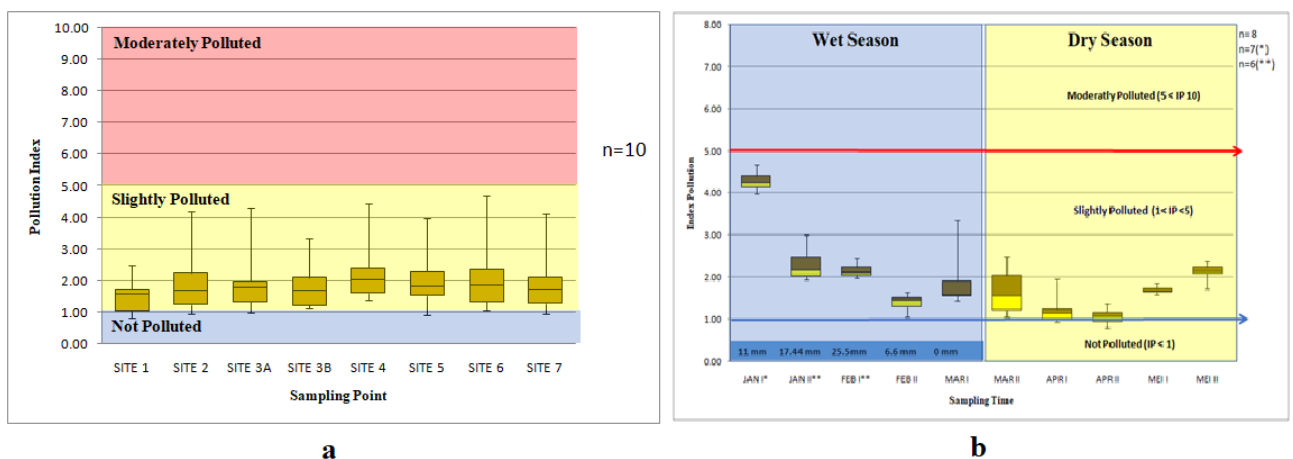 10.00
9.00
8.00
7.00
6.00
5.00
4.00
3.00
2.00
1.00
0.00
Pollution Index
Moderately Polluted
Slightly Polluted
Not Polluted
n=10
SITE 1 SITE 2 SITE 3A SITE 3B SITE 4 SITE 5 SITE 6 SITE 7
Sampling Point
a
8.00
7.00
6.00
5.00
4.00
3.00
2.00
1.00
0.00
Index Pollution
Wet Season Dry Season
n=8
n=7(*)
n=6(**)
Moderatly Polluted (5 < IP 10)
Slightly Polluted (1< IP <5)
Not Polluted (IP < 1)
11 mm 17.44 mm 25.5mm 6.6 mm 0 mm
JAN I* JAN II** FEB I** FEB II MAR I MAR II APR I APR II MEI I MEI II
Sampling Time
b